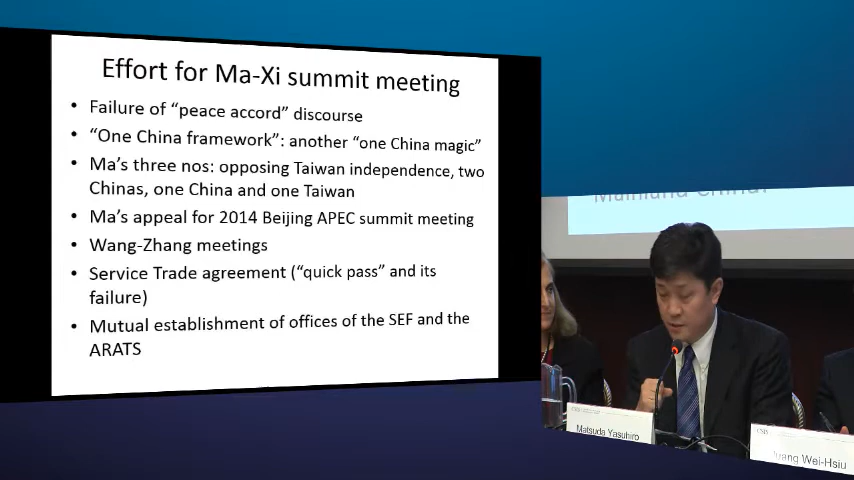 Effort for Ma-Xi summit meeting
• Failure of “peace accord” discourse
• “One China framework”: another “one China magic”
• Ma’s three nos: opposing Taiwan independence, two
Chinas, one China and one Taiwan
• Ma’s appeal for 2014 Beijing APEC summit meeting
• Wang-Zhang meetings
• Service Trade agreement (“quick pass” and its
failure)
• Mutual establishment of offices of the SEF and the
ARATS
Mainland China?
Matsuda Yasuhiro
CSIS
Wei-Hsiu